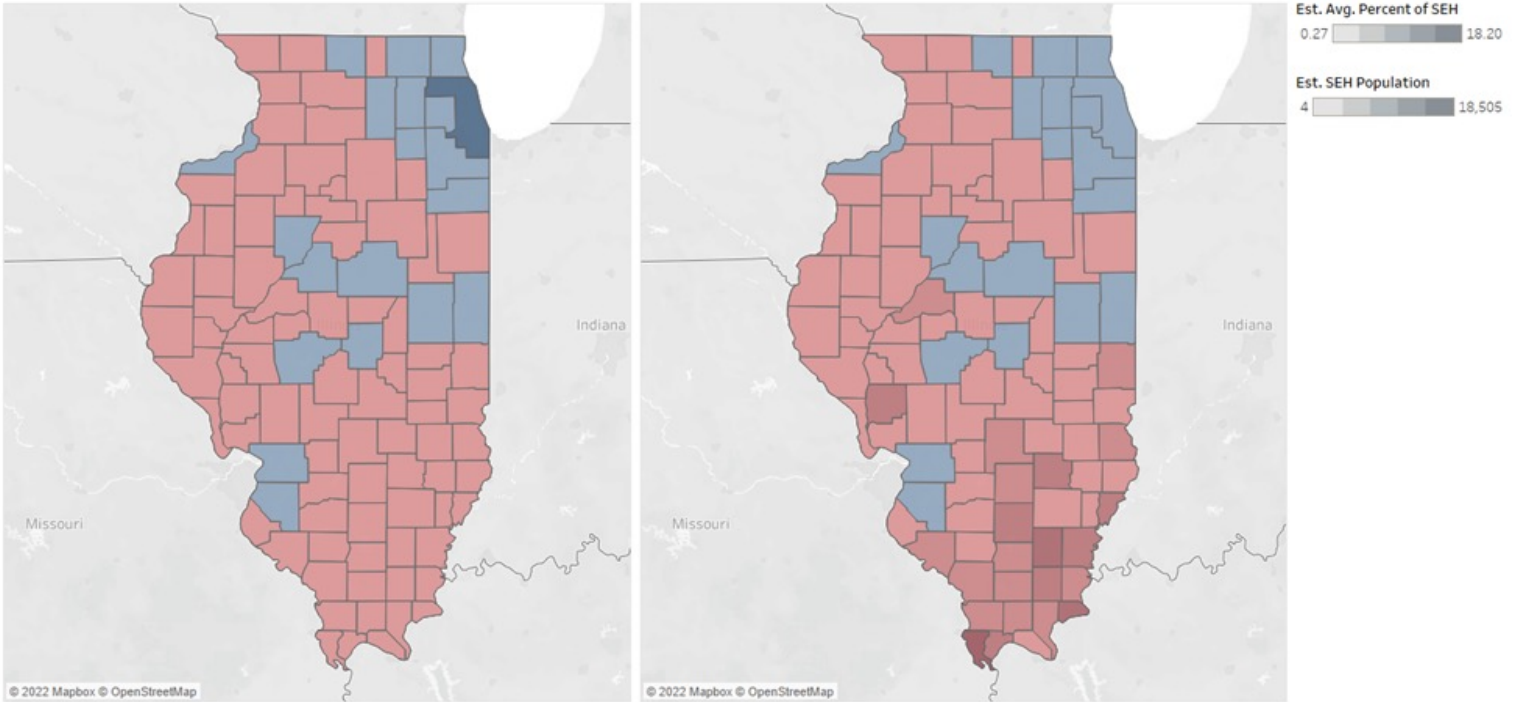 Est. Avg. Percent of SEH
0.27 18.20
Est. SEH Population
4 18,505
Indiana
Indiana
Missouri
Missouri
© 2022 Mapbox © OpenStreetMap
© 2022 Mapbox © OpenStreetMap